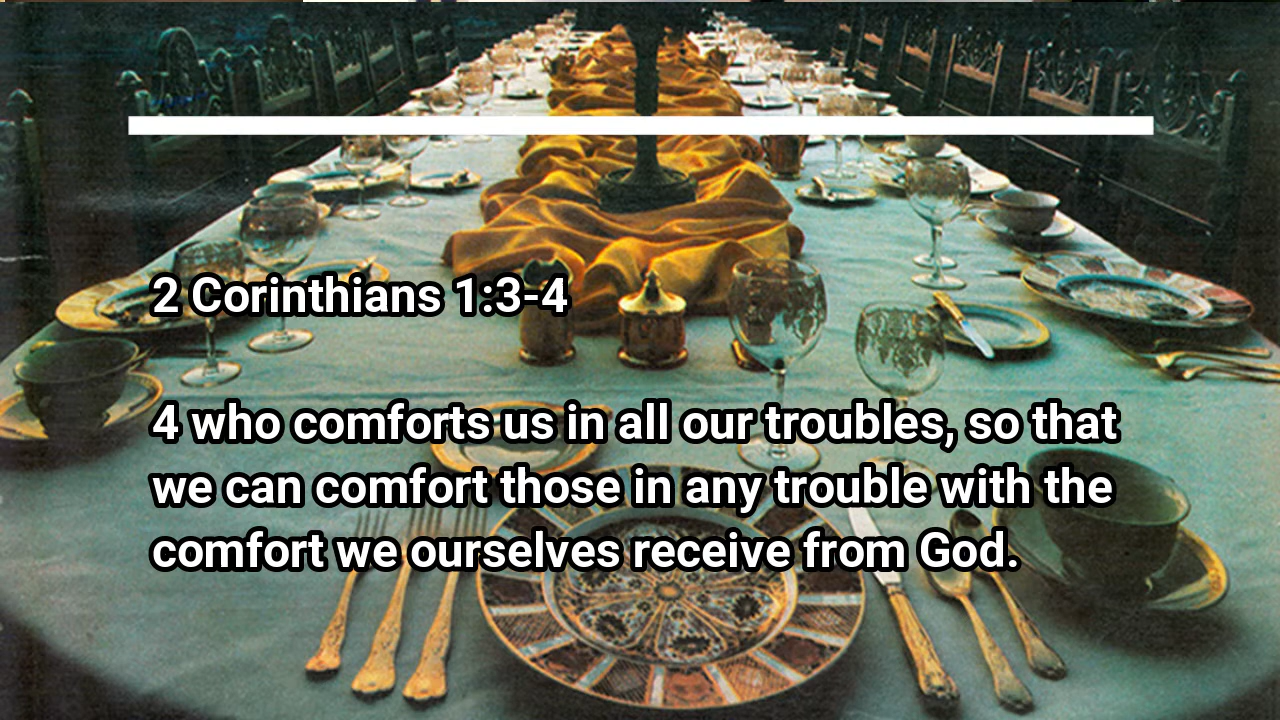 2 Corinthians 1:3-4
4 who comforts us in all our troubles, so that
we can comfort those in any trouble with the
comfort we ourselves receive from God.